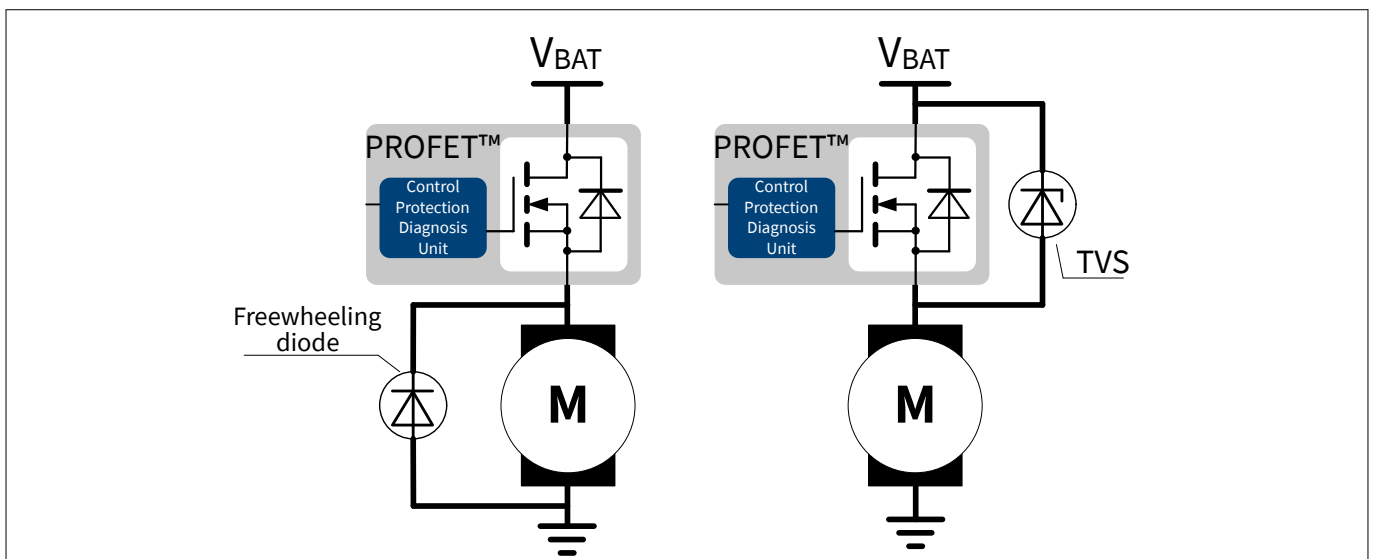 VBAT
PROFET™
Control
Protection
Diagnosis
Unit
Freewheeling
diode
M
VBAT
PROFET™
Control
Protection
Diagnosis
Unit
TVS
M